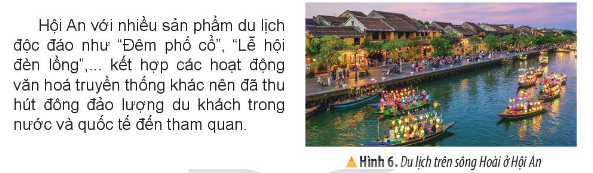 Hội An với nhiều sản phẩm du lịch
độc đáo như “Đêm phố cổ”, “Lễ hội
đèn lồng”,... kết hợp các hoạt động
văn hoá truyền thống khác nên đã thu
hút đông đảo lượng du khách trong
nước và quốc tế đến tham quan.
Hình 6. Du lịch trên sông Hoài ở Hội An